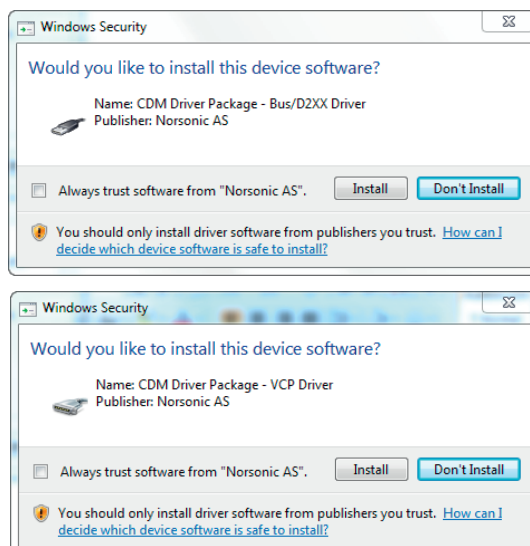 Windows Security
Would you like to install this device software?
Name: CDM Driver Package - Bus/D2XX Driver
Publisher: Norsonic AS
Always trust software from "Norsonic AS".
Install
Don't Install
You should only install driver software from publishers you trust. How can I
decide which device software is safe to install?
Windows Security
Would you like to install this device software?
Name: CDM Driver Package - VCP Driver
Publisher: Norsonic AS
Always trust software from "Norsonic AS".
Install
Don't Install
You should only install driver software from publishers you trust. How can I
decide which device software is safe to install?